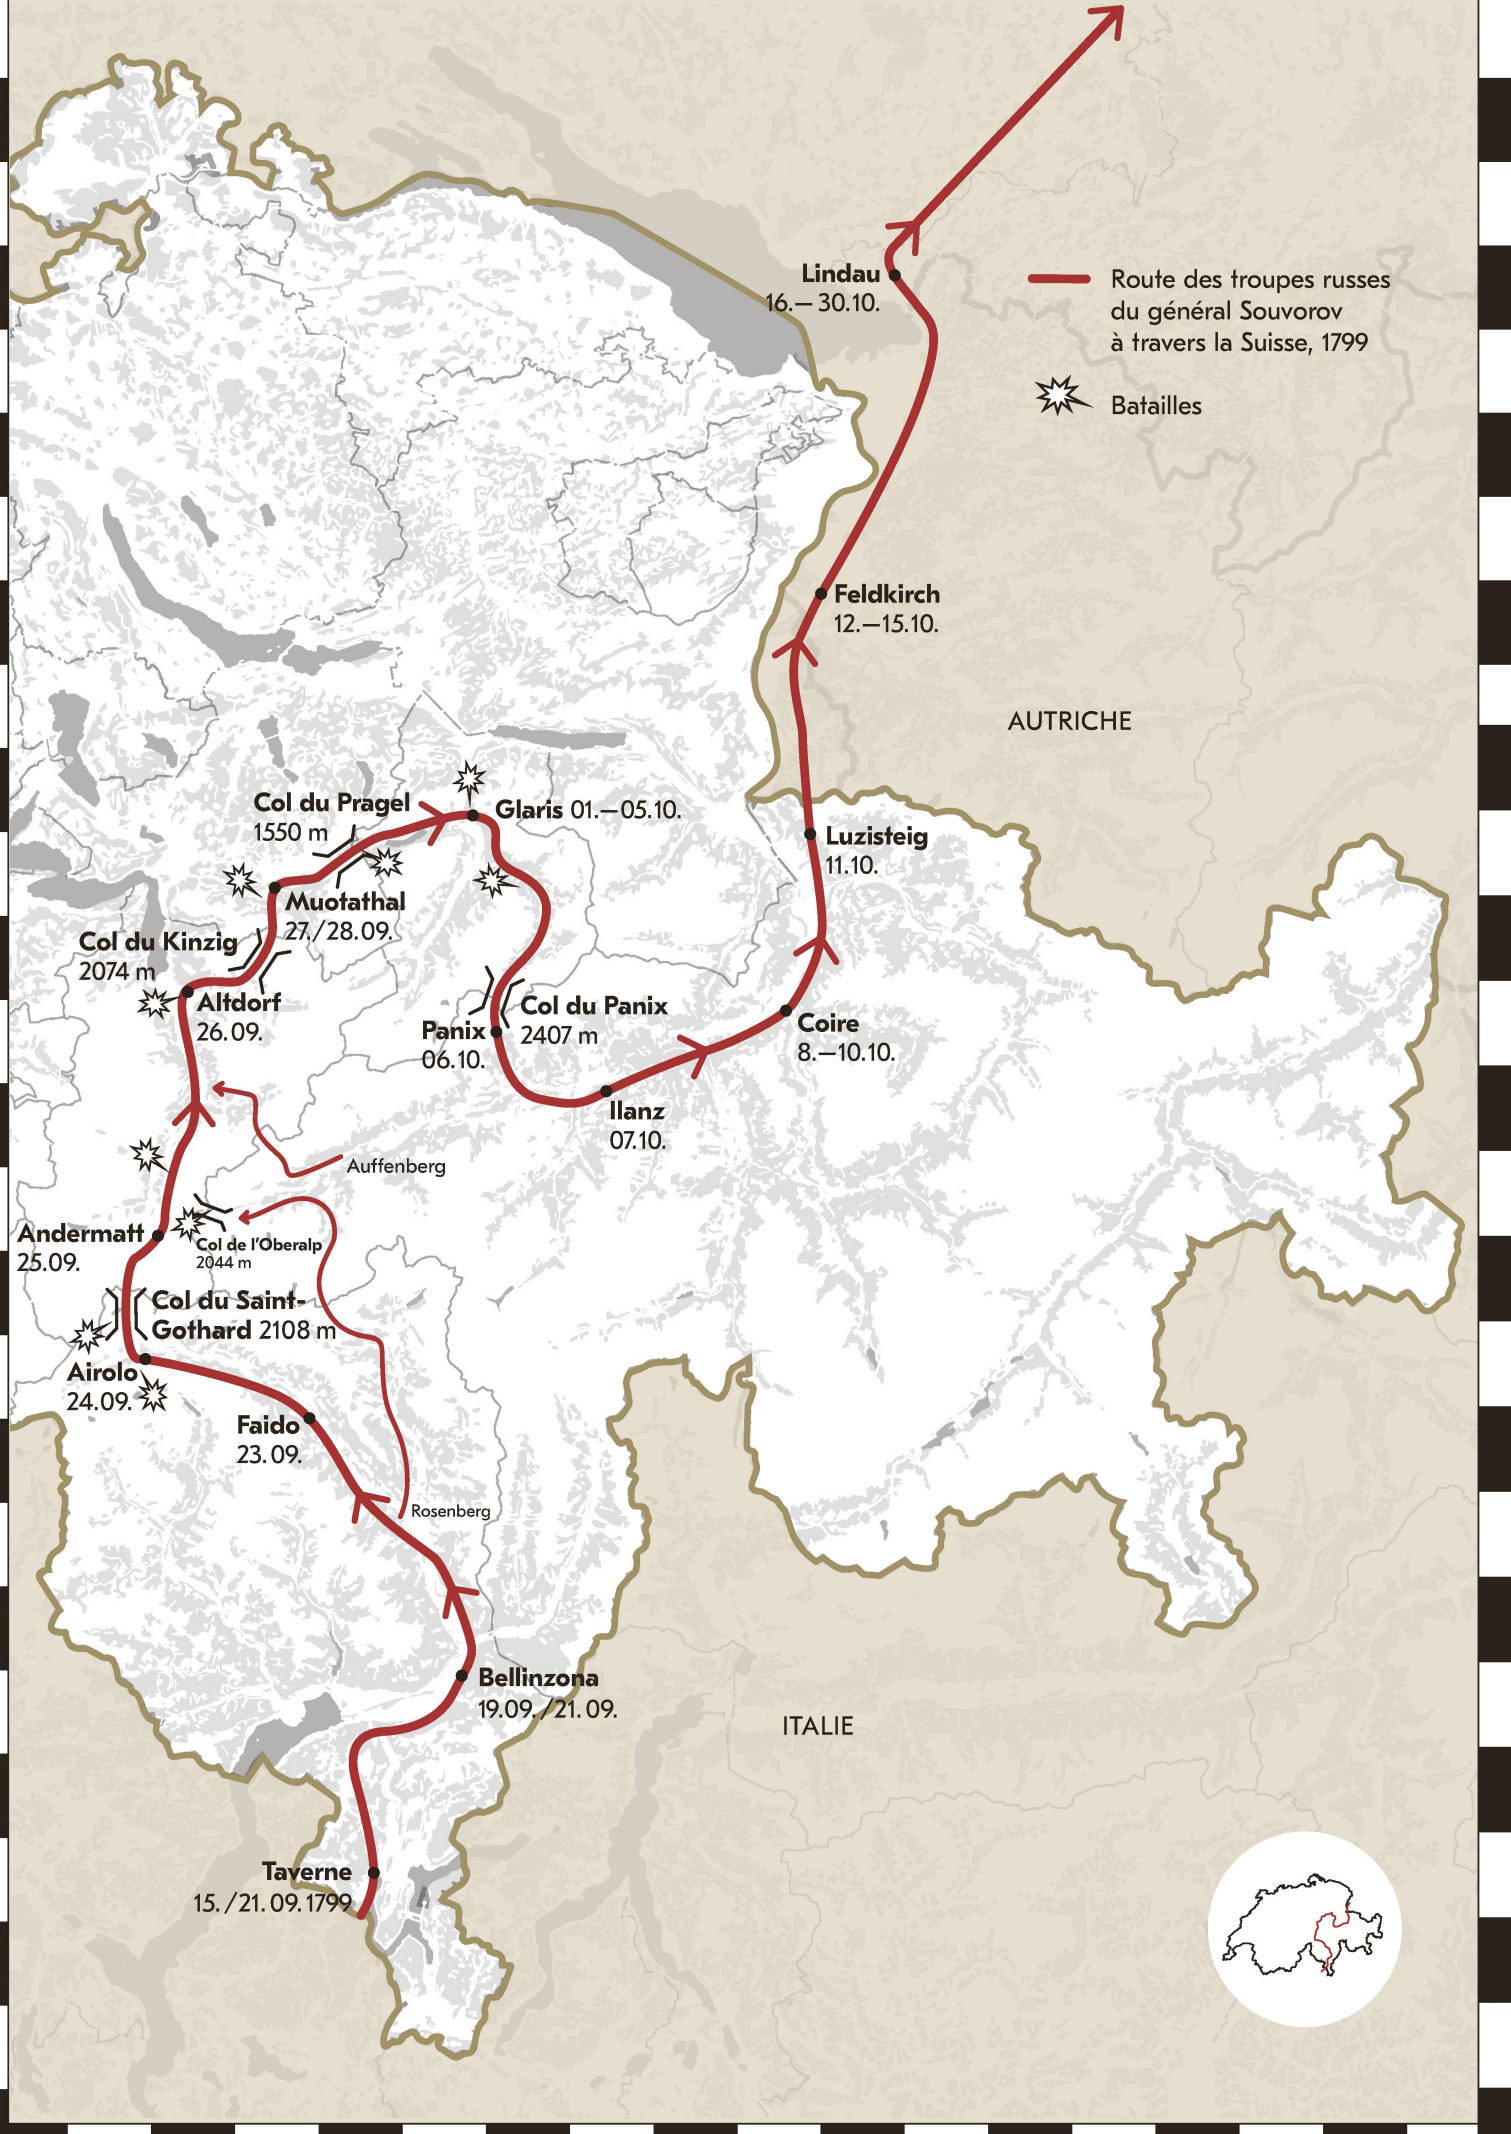 Lindau
16.– 30.10.
Route des troupes russes
du général Souvorov
à travers la Suisse, 1799
Batailles
Feldkirch
12.–15.10.
AUTRICHE
Col du Pragel
1550 m
Glaris 01.–05.10.
Luzisteig
11.10.
Muotathal
27./28.09.
Col du Kinzig
2074 m
Altdorf
26.09.
Col du Panix
2407 m
Panix
06.10.
Coire
8.–10.10.
Ilanz
07.10.
Auffenberg
Andermatt
25.09.
Col de l'Oberalp
2044 m
Col du Saint-
Gothard 2108 m
Airolo
24.09.
Faido
23.09.
Rosenberg
Bellinzona
19.09./21.09.
ITALIE
Taverne
15./21.09.1799